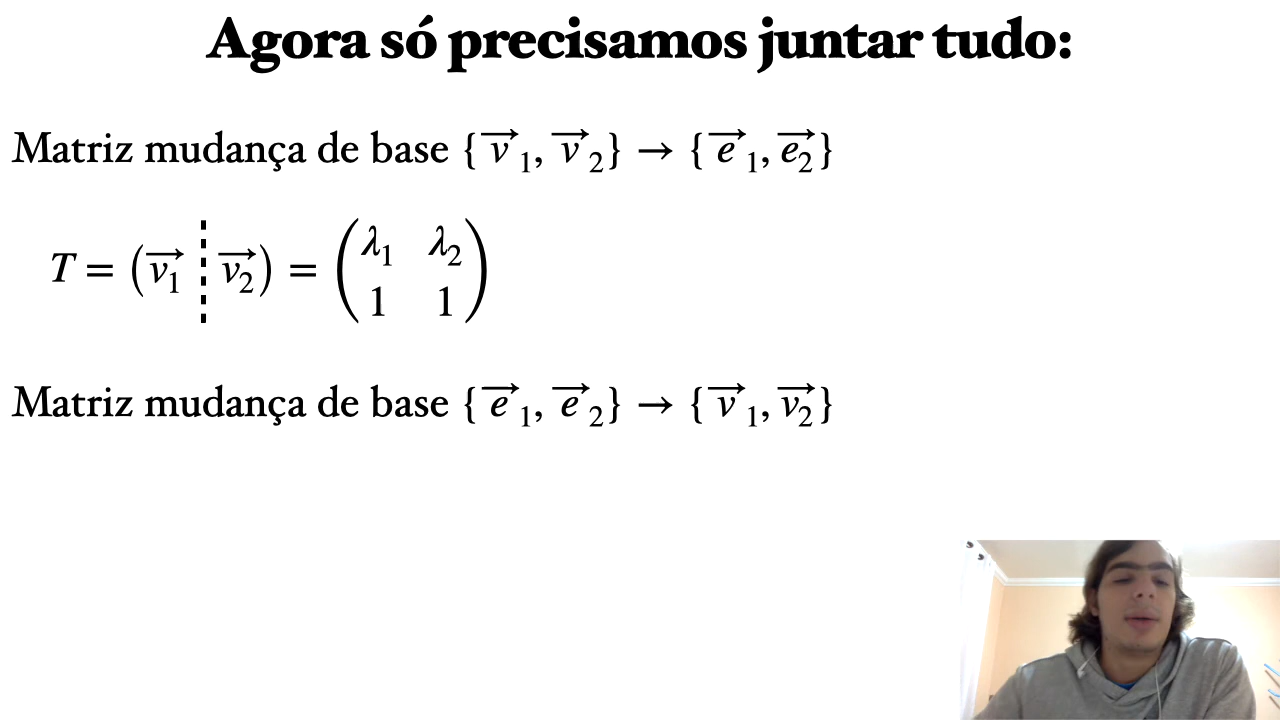 Agora só precisamos juntar tudo:
Matriz mudança de base {v⃗₁, v⃗₂} → {e⃗₁, e⃗₂}
T = (v⃗₁ ┆ v⃗₂) = (λ₁ λ₂
1 1)
Matriz mudança de base {e⃗₁, e⃗₂} → {v⃗₁, v⃗₂}